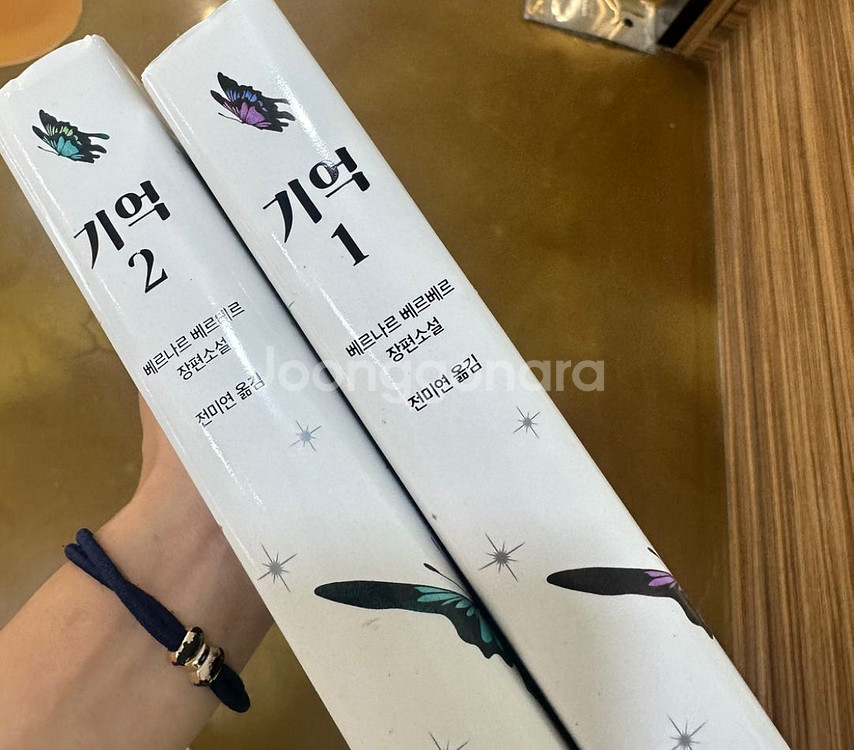 기억
2
베르나르 베르베르
장편소설
전미연 옮김
기억
1
베르나르 베르베르
장편소설
전미연 옮김
Joonggonara